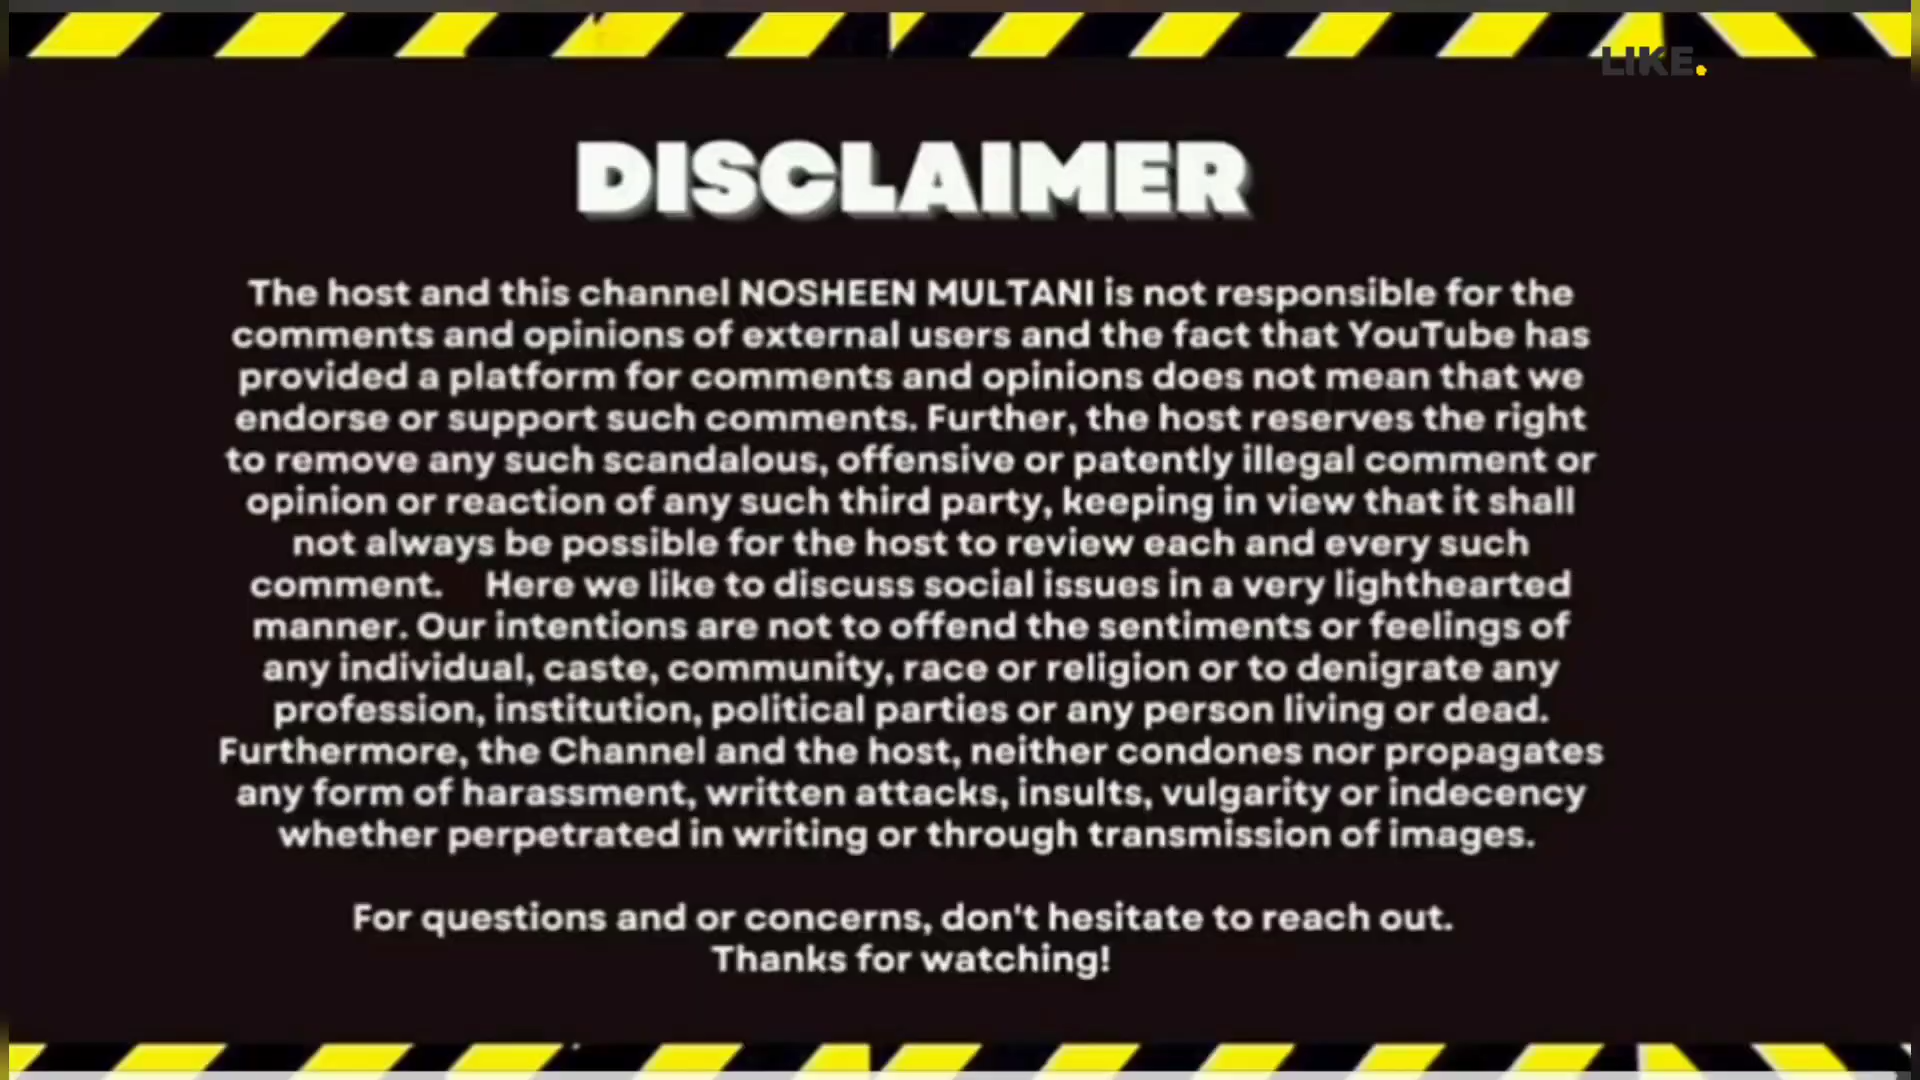 LIKE.
DISCLAIMER
The host and this channel NOSHEEN MULTANI is not responsible for the
comments and opinions of external users and the fact that YouTube has
provided a platform for comments and opinions does not mean that we
endorse or support such comments. Further, the host reserves the right
to remove any such scandalous, offensive or patently illegal comment or
opinion or reaction of any such third party, keeping in view that it shall
not always be possible for the host to review each and every such
comment. Here we like to discuss social issues in a very lighthearted
manner. Our intentions are not to offend the sentiments or feelings of
any individual, caste, community, race or religion or to denigrate any
profession, institution, political parties or any person living or dead.
Furthermore, the Channel and the host, neither condones nor propagates
any form of harassment, written attacks, insults, vulgarity or indecency
whether perpetrated in writing or through transmission of images.
For questions and or concerns, don't hesitate to reach out.
Thanks for watching!